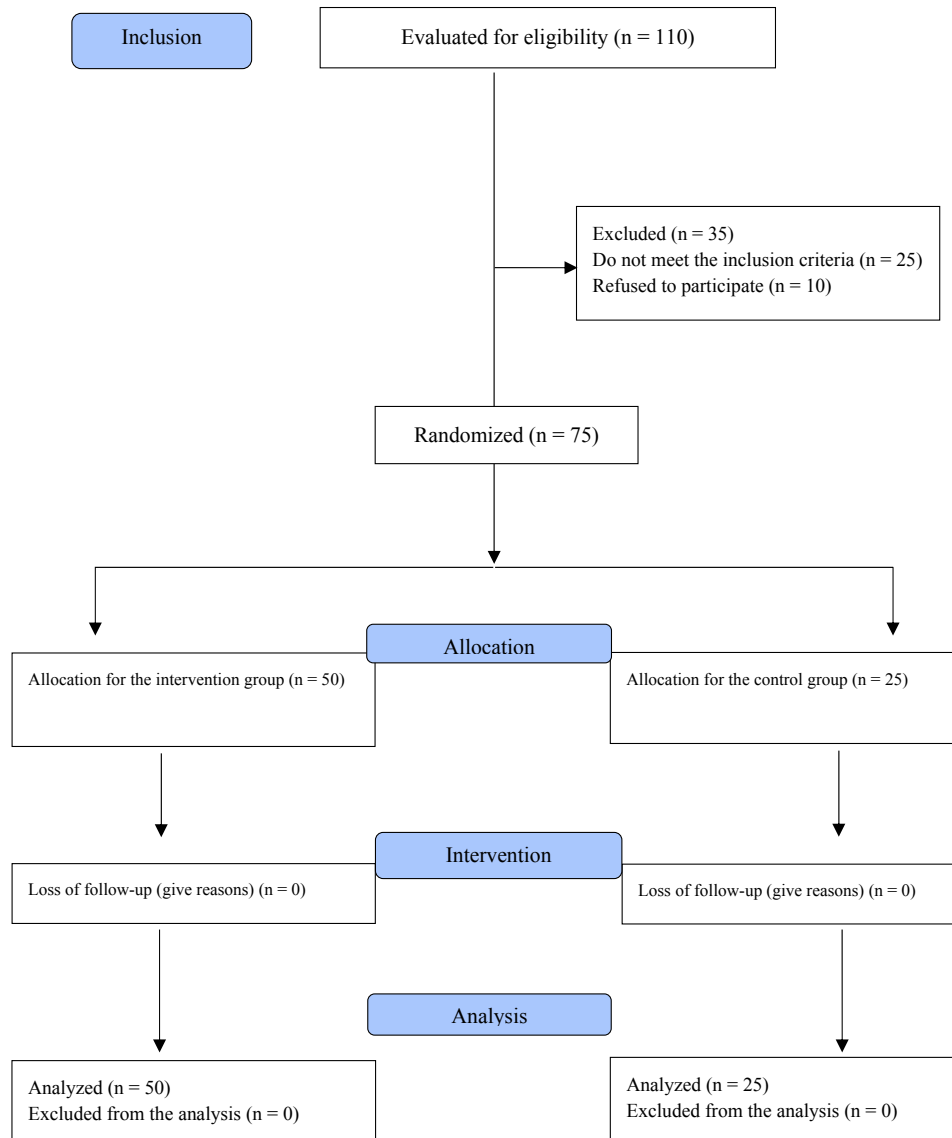 Inclusion
Evaluated for eligibility (n = 110)
Excluded (n = 35)
Do not meet the inclusion criteria (n = 25)
Refused to participate (n = 10)
Randomized (n = 75)
Allocation
Allocation for the intervention group (n = 50)
Allocation for the control group (n = 25)
Intervention
Loss of follow-up (give reasons) (n = 0)
Loss of follow-up (give reasons) (n = 0)
Analysis
Analyzed (n = 50)
Excluded from the analysis (n = 0)
Analyzed (n = 25)
Excluded from the analysis (n = 0)